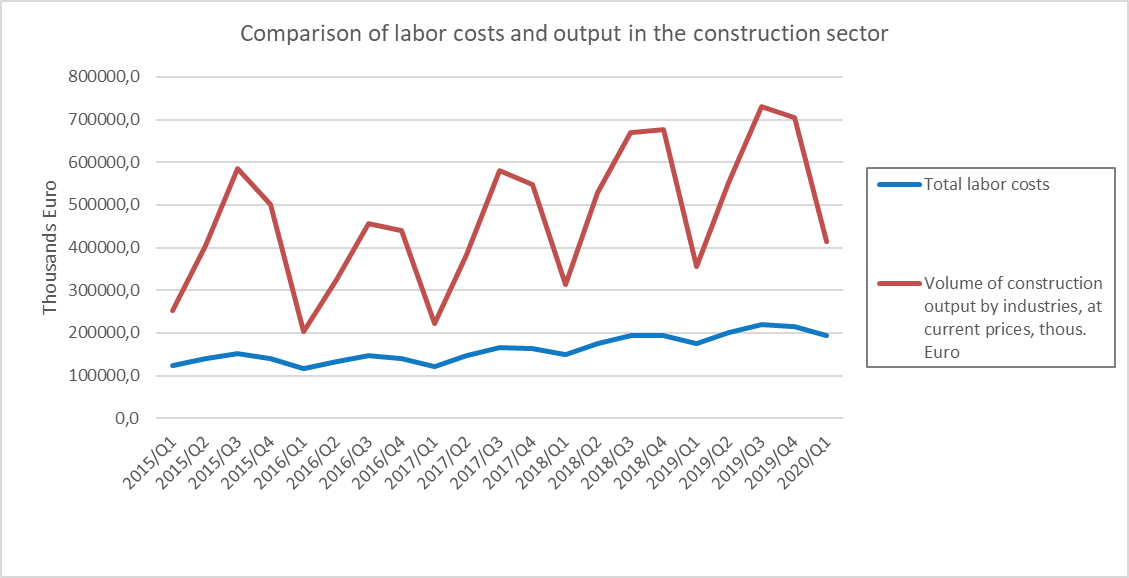 Comparison of labor costs and output in the construction sector
Thousands Euro
800000,0
700000,0
600000,0
500000,0
400000,0
300000,0
200000,0
100000,0
0,0
2015/Q1
2015/Q2
2015/Q3
2015/Q4
2016/Q1
2016/Q2
2016/Q3
2016/Q4
2017/Q1
2017/Q2
2017/Q3
2017/Q4
2018/Q1
2018/Q2
2018/Q3
2018/Q4
2019/Q1
2019/Q2
2019/Q3
2019/Q4
2020/Q1
Total labor costs
Volume of construction
output by industries, at
current prices, thous.
Euro